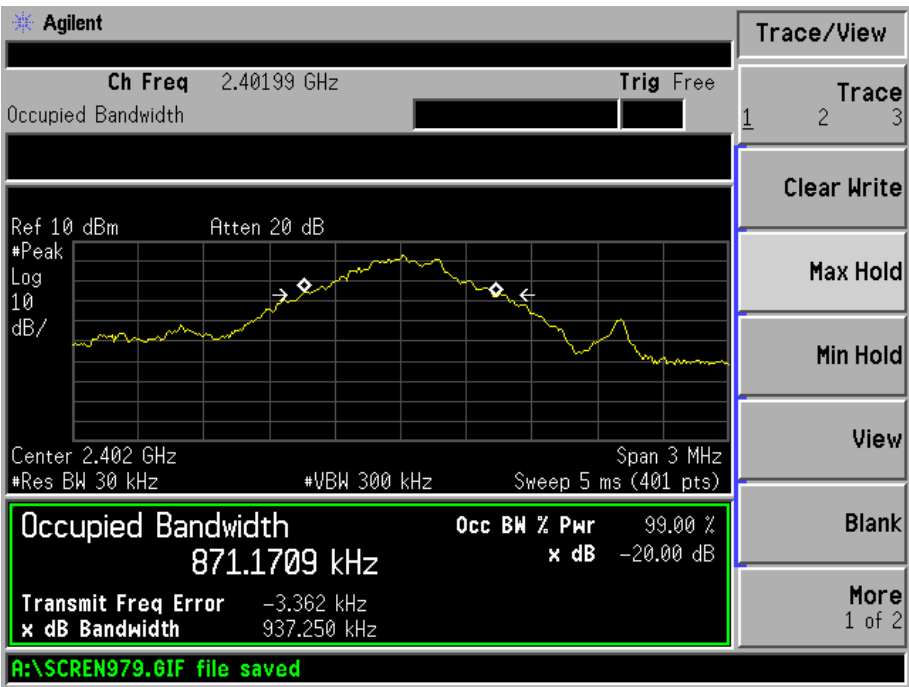 Agilent
Trace/View
Ch Freq 2.40199 GHz Trig Free
Occupied Bandwidth
Trace
1 2 3
Clear Write
Max Hold
Min Hold
View
Blank
More
1 of 2
Ref 10 dBm Atten 20 dB
#Peak
Log
10
dB/
Center 2.402 GHz Span 3 MHz
#Res BW 30 kHz #VBW 300 kHz Sweep 5 ms (401 pts)
Occupied Bandwidth Occ BW % Pwr 99.00 %
871.1709 kHz x dB -20.00 dB
Transmit Freq Error -3.362 kHz
x dB Bandwidth 937.250 kHz
A:\SCREN979.GIF file saved